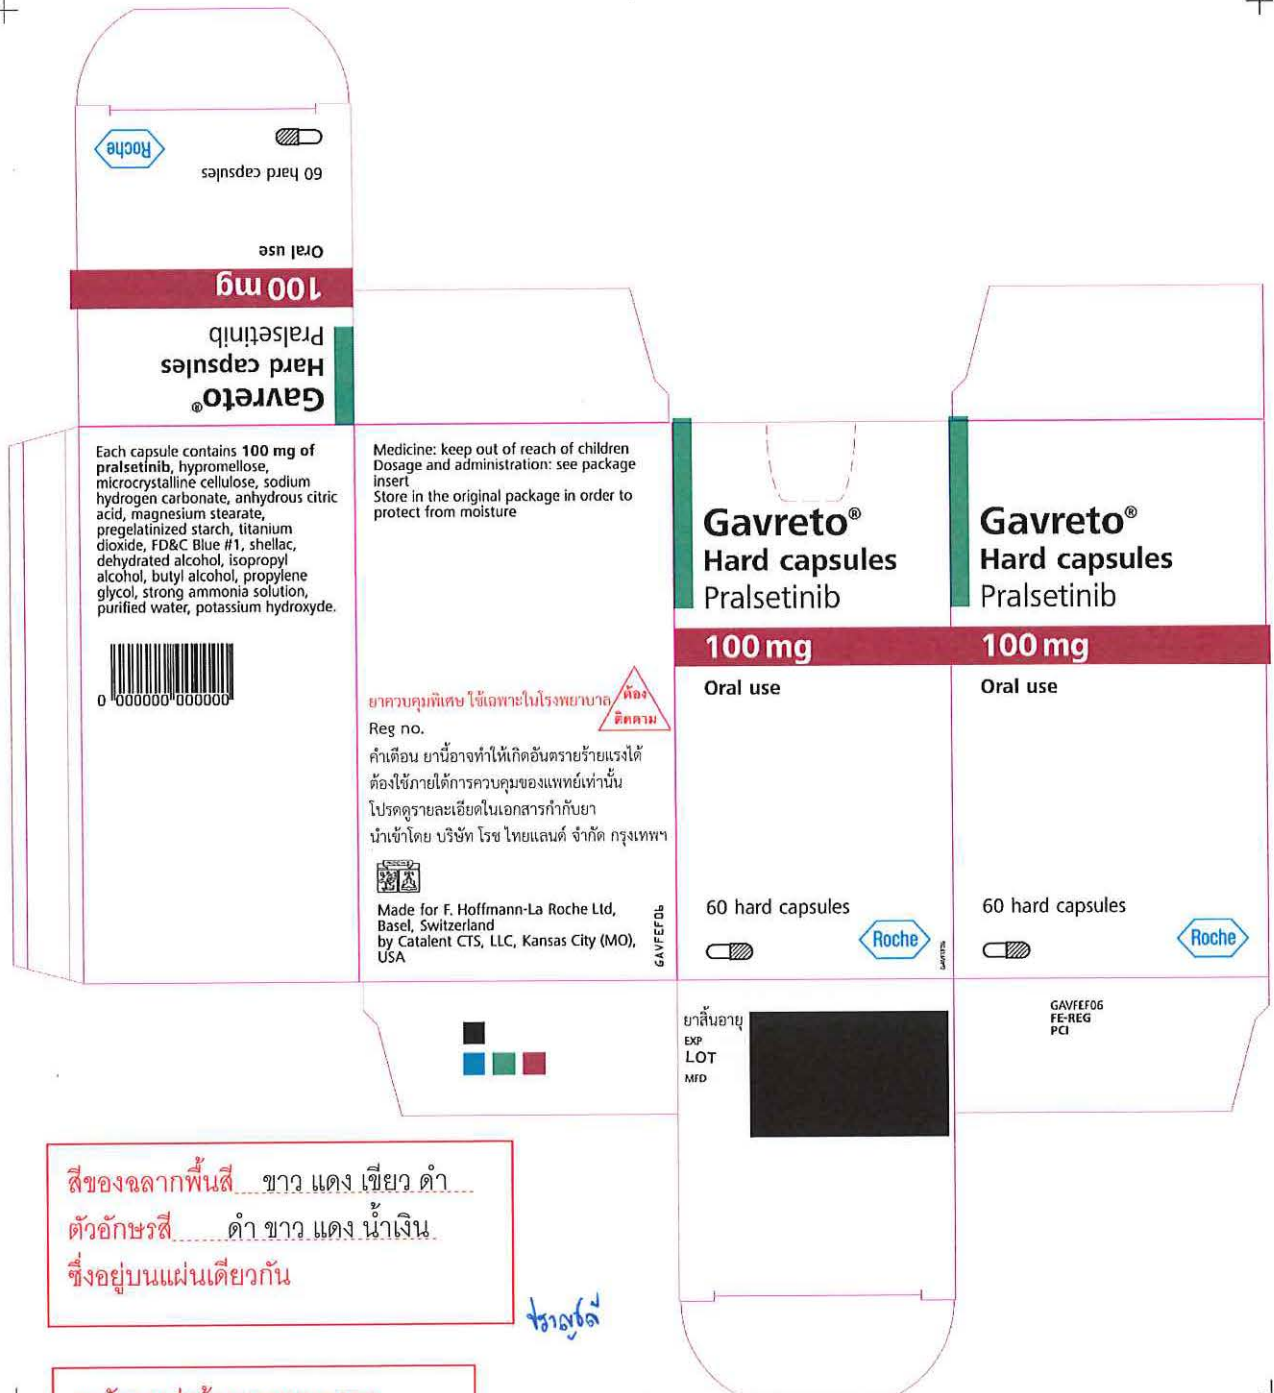 Roche
60 hard capsules
Oral use
100 mg
Pralsetinib
Hard capsules
Gavreto®
Each capsule contains 100 mg of
pralsetinib, hypromellose,
microcrystalline cellulose, sodium
hydrogen carbonate, anhydrous citric
acid, magnesium stearate,
pregelatinized starch, titanium
dioxide, FD&C Blue #1, shellac,
dehydrated alcohol, isopropyl
alcohol, butyl alcohol, propylene
glycol, strong ammonia solution,
purified water, potassium hydroxyde.
0 000000 000000
Medicine: keep out of reach of children
Dosage and administration: see package
insert
Store in the original package in order to
protect from moisture
ยาควบคุมพิเศษ ใช้เฉพาะในโรงพยาบาล
ต้อง
ติดตาม
Reg no.
คำเตือน ยานี้อาจทำให้เกิดอันตรายร้ายแรงได้
ต้องใช้ภายใต้การควบคุมของแพทย์เท่านั้น
โปรดดูรายละเอียดในเอกสารกำกับยา
นำเข้าโดย บริษัท โรช ไทยแลนด์ จำกัด กรุงเทพฯ
Made for F. Hoffmann-La Roche Ltd,
Basel, Switzerland
by Catalent CTS, LLC, Kansas City (MO),
USA
GAVFEF06
Gavreto®
Hard capsules
Pralsetinib
100 mg
Oral use
60 hard capsules
Roche
GAVFEF06
Gavreto®
Hard capsules
Pralsetinib
100 mg
Oral use
60 hard capsules
Roche
ยาสิ้นอายุ
EXP
LOT
MFD
GAVFEF06
FE-REG
PCI
สีของฉลากพื้นสี ขาว แดง เขียว ดำ
ตัวอักษรสี ดำ ขาว แดง น้ำเงิน
ซึ่งอยู่บนแผ่นเดียวกัน